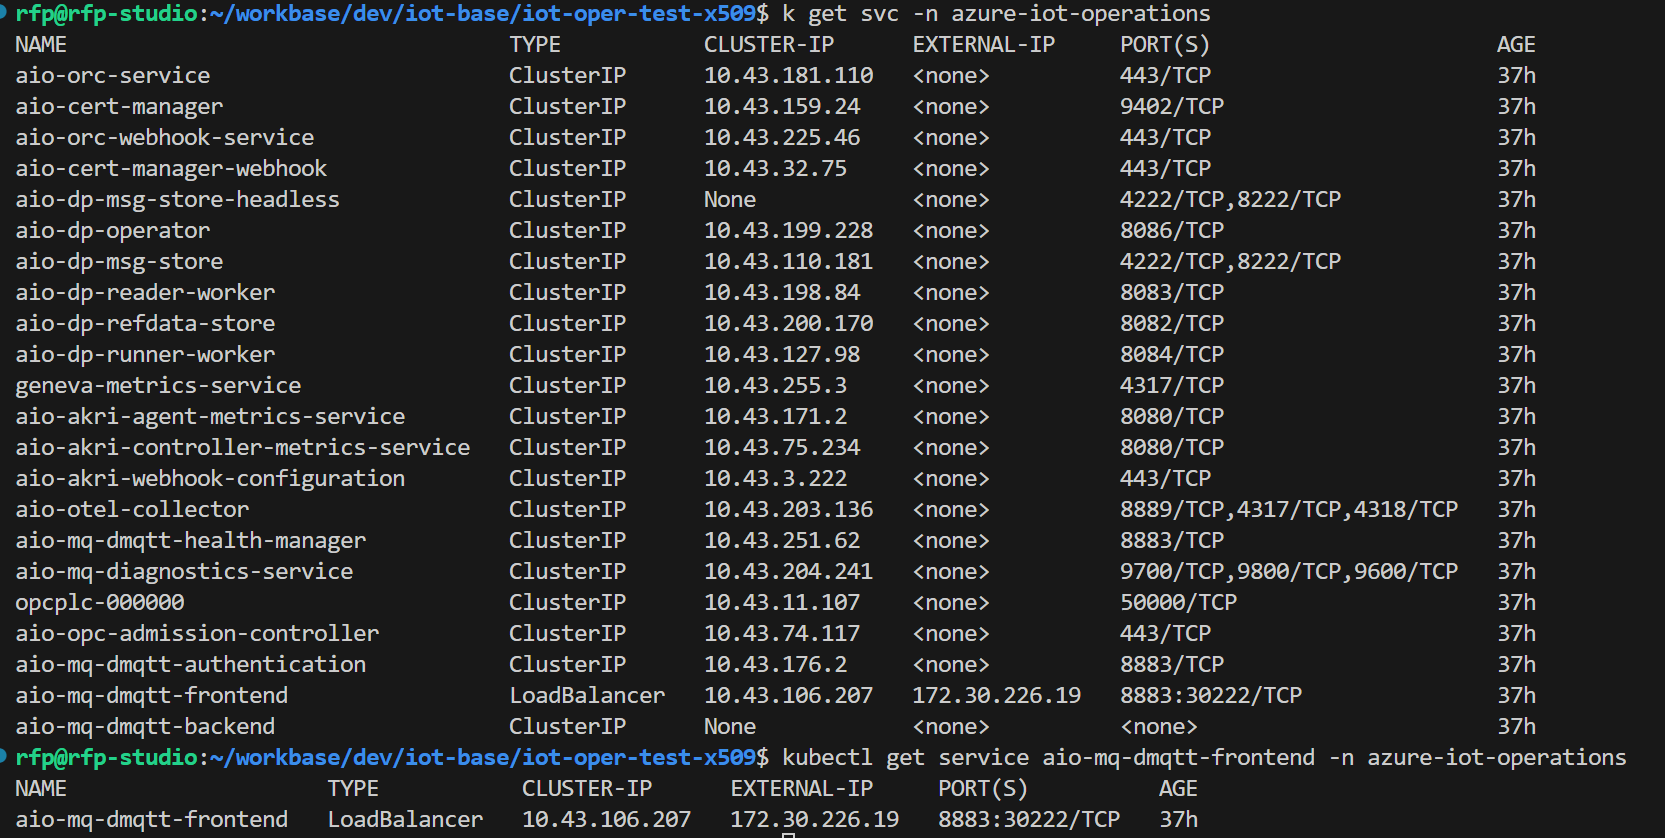 rfp@rfp-studio:~/workbase/dev/iot-base/iot-oper-test-x509$ k get svc -n azure-iot-operations
NAME TYPE CLUSTER-IP EXTERNAL-IP PORT(S) AGE
aio-orc-service ClusterIP 10.43.181.110 <none> 443/TCP 37h
aio-cert-manager ClusterIP 10.43.159.24 <none> 9402/TCP 37h
aio-orc-webhook-service ClusterIP 10.43.225.46 <none> 443/TCP 37h
aio-cert-manager-webhook ClusterIP 10.43.32.75 <none> 443/TCP 37h
aio-dp-msg-store-headless ClusterIP None <none> 4222/TCP,8222/TCP 37h
aio-dp-operator ClusterIP 10.43.199.228 <none> 8086/TCP 37h
aio-dp-msg-store ClusterIP 10.43.110.181 <none> 4222/TCP,8222/TCP 37h
aio-dp-reader-worker ClusterIP 10.43.198.84 <none> 8083/TCP 37h
aio-dp-refdata-store ClusterIP 10.43.200.170 <none> 8082/TCP 37h
aio-dp-runner-worker ClusterIP 10.43.127.98 <none> 8084/TCP 37h
geneva-metrics-service ClusterIP 10.43.255.3 <none> 4317/TCP 37h
aio-akri-agent-metrics-service ClusterIP 10.43.171.2 <none> 8080/TCP 37h
aio-akri-controller-metrics-service ClusterIP 10.43.75.234 <none> 8080/TCP 37h
aio-akri-webhook-configuration ClusterIP 10.43.3.222 <none> 443/TCP 37h
aio-otel-collector ClusterIP 10.43.203.136 <none> 8889/TCP,4317/TCP,4318/TCP 37h
aio-mq-dmqtt-health-manager ClusterIP 10.43.251.62 <none> 8883/TCP 37h
aio-mq-diagnostics-service ClusterIP 10.43.204.241 <none> 9700/TCP,9800/TCP,9600/TCP 37h
opcplc-000000 ClusterIP 10.43.11.107 <none> 50000/TCP 37h
aio-opc-admission-controller ClusterIP 10.43.74.117 <none> 443/TCP 37h
aio-mq-dmqtt-authentication ClusterIP 10.43.176.2 <none> 8883/TCP 37h
aio-mq-dmqtt-frontend LoadBalancer 10.43.106.207 172.30.226.19 8883:30222/TCP 37h
aio-mq-dmqtt-backend ClusterIP None <none> <none> 37h
rfp@rfp-studio:~/workbase/dev/iot-base/iot-oper-test-x509$ kubectl get service aio-mq-dmqtt-frontend -n azure-iot-operations
NAME TYPE CLUSTER-IP EXTERNAL-IP PORT(S) AGE
aio-mq-dmqtt-frontend LoadBalancer 10.43.106.207 172.30.226.19 8883:30222/TCP 37h